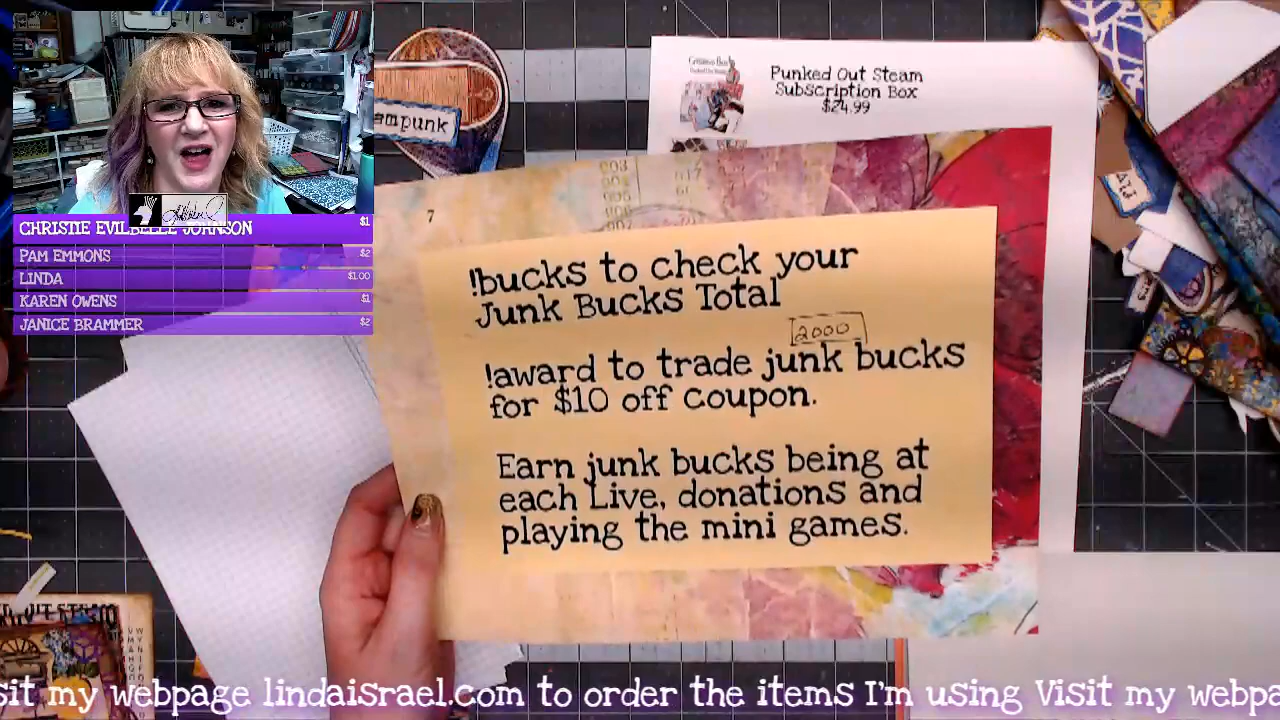 ampunk
Punked Out Steam
Subscription Box
$24.99
CHRISTIE EVILBELLE JOHNSON $1
PAM EMMONS $2
LINDA $1.00
KAREN OWENS $1
JANICE BRAMMER $2
7
003
017
!bucks to check your
Junk Bucks Total
2000
!award to trade junk bucks
for $10 off coupon.
Earn junk bucks being at
each Live, donations and
playing the mini games.
sit my webpage lindaisrael.com to order the items I'm using Visit my webpa